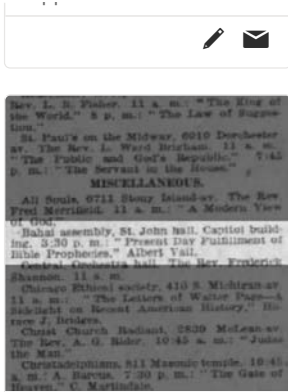 Rev. L. R. Fisher. 11 a. m.: "The King of
the World." 8 p. m.: "The Law of Sugges-
tion."
St. Paul's on the Midway, 6010 Dorchester
av. The Rev. L. Ward Brigham. 11 a. m.
"The Public and God's Republic." 7:45
p. m.: "The Servant in the House."
MISCELLANEOUS.
All Souls, 6711 Stony Island-av. The Rev.
Fred Merrifield. 11 a. m.: "A Modern View
of God."
Bahai assembly, St. John hall, Capitol build-
ing. 3:30 p. m.: "Present Day Fulfillment of
Bible Prophecies." Albert Vail.
Central, Orchestra hall. The Rev. Frederick
Shannon. 11 a. m.
Chicago Ethical society, 410 S. Michigan-av.
11 a. m.: "The Letters of Walter Page—A
Sidelight on Recent American History." Ho-
race J. Bridges.
Christ Church Radiant, 2839 McLean-av.
The Rev. A. G. Rider. 10:45 a. m.: "Judas
the Man."
Christadelphians, 811 Masonic temple. 10:45
a. m.: A. Barcus. 7:30 p. m.: "The Gate of
Heaven," C. Martindale.